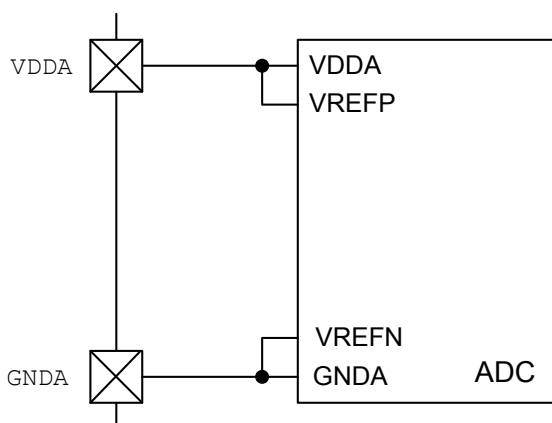 VDDA
VDDA
VREFP
VREFN
GNDA
GNDA
ADC